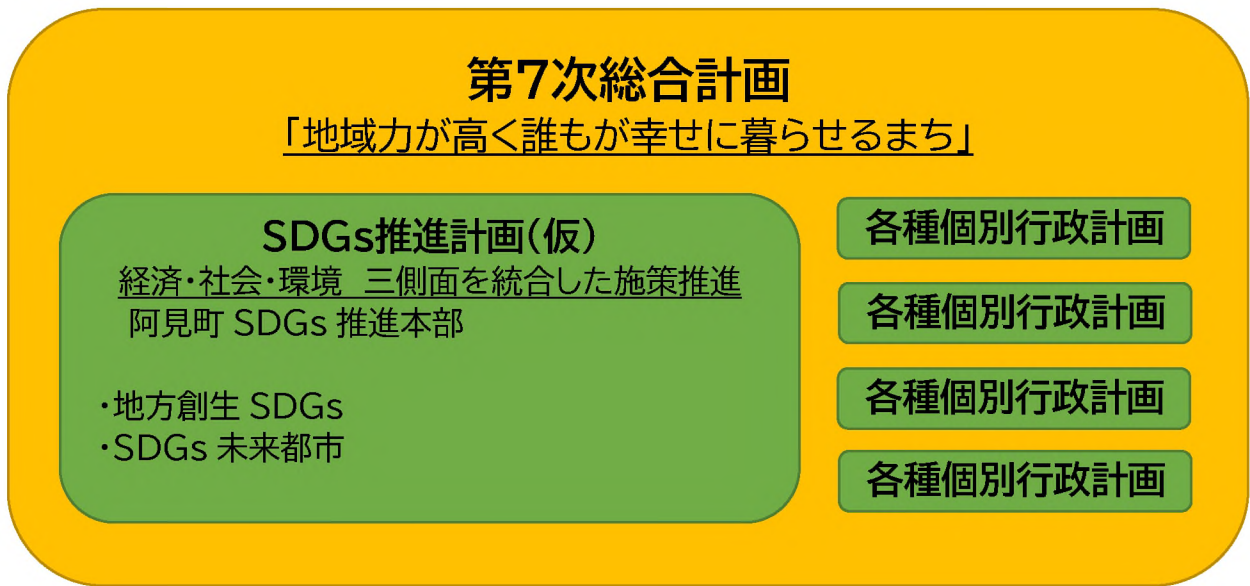 第7次総合計画
「地域力が高く誰もが幸せに暮らせるまち」
SDGs推進計画(仮)
経済・社会・環境　三側面を統合した施策推進
阿見町 SDGs 推進本部
・地方創生 SDGs
・SDGs 未来都市
各種個別行政計画
各種個別行政計画
各種個別行政計画
各種個別行政計画